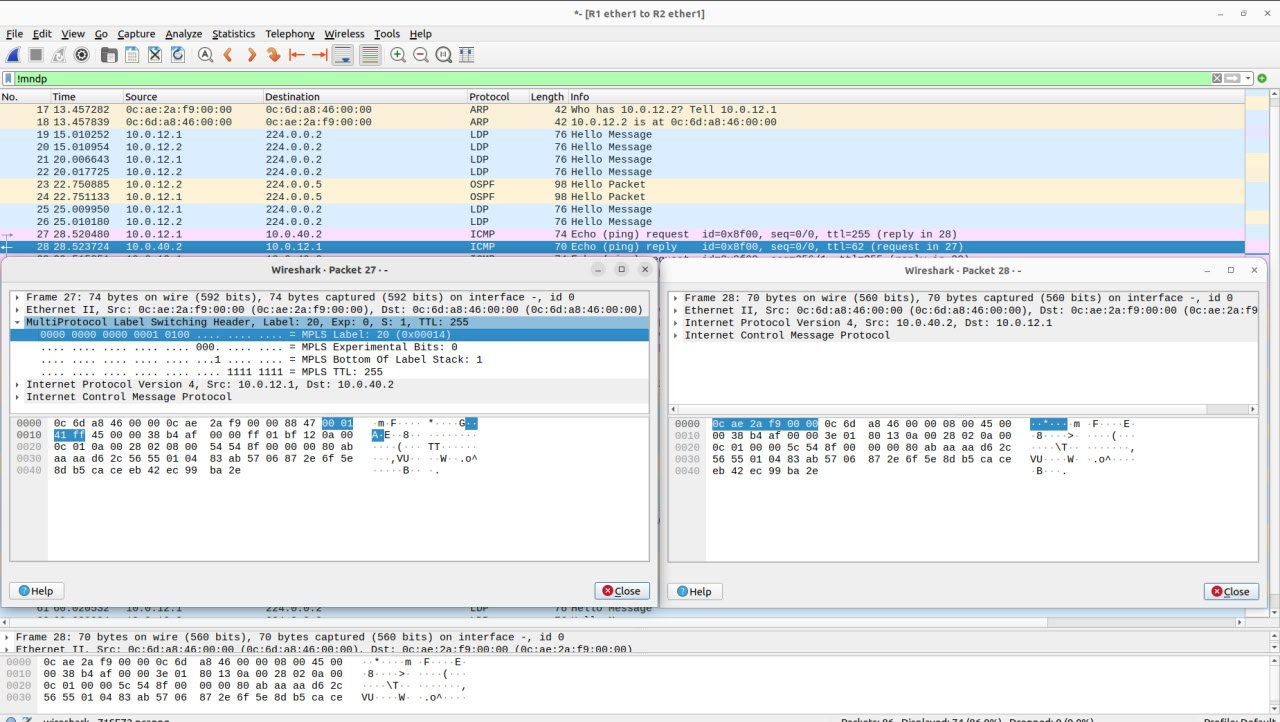 *- [R1 ether1 to R2 ether1]
File Edit View Go Capture Analyze Statistics Telephony Wireless Tools Help
!mndp
No. Time Source Destination Protocol Length Info
17 13.457282 0c:ae:2a:f9:00:00 0c:6d:a8:46:00:00 ARP 42 Who has 10.0.12.2? Tell 10.0.12.1
18 13.457839 0c:6d:a8:46:00:00 0c:ae:2a:f9:00:00 ARP 42 10.0.12.2 is at 0c:6d:a8:46:00:00
19 15.010252 10.0.12.1 224.0.0.2 LDP 76 Hello Message
20 15.010954 10.0.12.2 224.0.0.2 LDP 76 Hello Message
21 20.006643 10.0.12.1 224.0.0.2 LDP 76 Hello Message
22 20.017725 10.0.12.2 224.0.0.2 LDP 76 Hello Message
23 22.750885 10.0.12.2 224.0.0.5 OSPF 98 Hello Packet
24 22.751133 10.0.12.1 224.0.0.5 OSPF 98 Hello Packet
25 25.009950 10.0.12.1 224.0.0.2 LDP 76 Hello Message
26 25.010180 10.0.12.2 224.0.0.2 LDP 76 Hello Message
27 28.520480 10.0.12.1 10.0.40.2 ICMP 74 Echo (ping) request id=0x8f00, seq=0/0, ttl=255 (reply in 28)
28 28.523724 10.0.40.2 10.0.12.1 ICMP 70 Echo (ping) reply id=0x8f00, seq=0/0, ttl=62 (request in 27)
Wireshark · Packet 27 · -
Frame 27: 74 bytes on wire (592 bits), 74 bytes captured (592 bits) on interface -, id 0
Ethernet II, Src: 0c:ae:2a:f9:00:00 (0c:ae:2a:f9:00:00), Dst: 0c:6d:a8:46:00:00 (0c:6d:a8:46:00:00)
MultiProtocol Label Switching Header, Label: 20, Exp: 0, S: 1, TTL: 255
0000 0000 0000 0001 0100 .... .... .... = MPLS Label: 20 (0x00014)
.... .... .... .... .... 000. .... .... = MPLS Experimental Bits: 0
.... .... .... .... .... ...1 .... .... = MPLS Bottom Of Label Stack: 1
.... .... .... .... .... .... 1111 1111 = MPLS TTL: 255
Internet Protocol Version 4, Src: 10.0.12.1, Dst: 10.0.40.2
Internet Control Message Protocol
0000 0c 6d a8 46 00 00 0c ae 2a f9 00 00 88 47 00 01 ·m·F···· *····G··
0010 41 ff 45 00 00 38 b4 af 00 00 ff 01 bf 12 0a 00 A·E··8·· ········
0020 0c 01 0a 00 28 02 08 00 54 54 8f 00 00 00 80 ab ····(··· TT······
0030 aa aa d6 2c 56 55 01 04 83 ab 57 06 87 2e 6f 5e ···,VU·· ··W··.o^
0040 8d b5 ca ce eb 42 ec 99 ba 2e ·····B·· ·.
Help Close
Wireshark · Packet 28 · -
Frame 28: 70 bytes on wire (560 bits), 70 bytes captured (560 bits) on interface -, id 0
Ethernet II, Src: 0c:6d:a8:46:00:00 (0c:6d:a8:46:00:00), Dst: 0c:ae:2a:f9:00:00 (0c:ae:2a:f9
Internet Protocol Version 4, Src: 10.0.40.2, Dst: 10.0.12.1
Internet Control Message Protocol
0000 0c ae 2a f9 00 00 0c 6d a8 46 00 00 08 00 45 00 ··*····m ·F····E·
0010 00 38 b4 af 00 00 3e 01 80 13 0a 00 28 02 0a 00 ·8····>· ····(···
0020 0c 01 00 00 5c 54 8f 00 00 00 80 ab aa aa d6 2c ····\T·· ·······,
0030 56 55 01 04 83 ab 57 06 87 2e 6f 5e 8d b5 ca ce VU····W· ·.o^····
0040 eb 42 ec 99 ba 2e ·B···.
Help Close
61 60.020532 10.0.12.1 224.0.0.2 LDP 76 Hello Message
Frame 28: 70 bytes on wire (560 bits), 70 bytes captured (560 bits) on interface -, id 0
Ethernet II, Src: 0c:6d:a8:46:00:00 (0c:6d:a8:46:00:00), Dst: 0c:ae:2a:f9:00:00 (0c:ae:2a:f9:00:00)
0000 0c ae 2a f9 00 00 0c 6d a8 46 00 00 08 00 45 00 ··*····m ·F····E·
0010 00 38 b4 af 00 00 3e 01 80 13 0a 00 28 02 0a 00 ·8····>· ····(···
0020 0c 01 00 00 5c 54 8f 00 00 00 80 ab aa aa d6 2c ····\T·· ·······,
0030 56 55 01 04 83 ab 57 06 87 2e 6f 5e 8d b5 ca ce VU····W· ·.o^····
Profile: Default